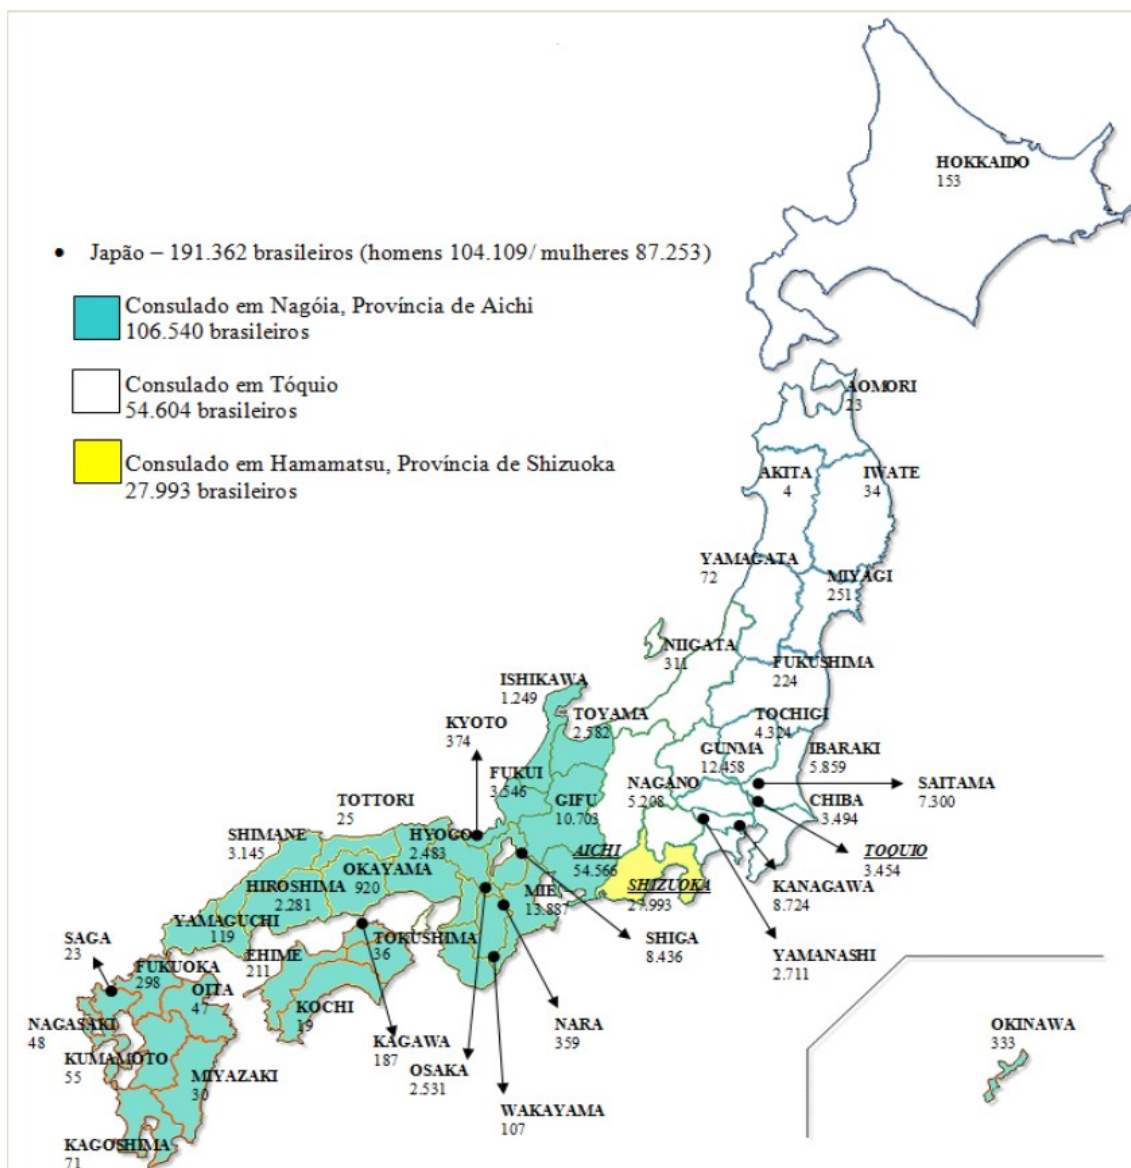 HOKKAIDO
153
• Japão – 191.362 brasileiros (homens 104.109/ mulheres 87.253)
Consulado em Nagóia, Província de Aichi
106.540 brasileiros
Consulado em Tóquio
54.604 brasileiros
Consulado em Hamamatsu, Província de Shizuoka
27.993 brasileiros
AOMORI
23
AKITA
4
IWATE
34
YAMAGATA
72
MIYAGI
251
NIIGATA
311
FUKUSHIMA
224
ISHIKAWA
1.249
TOYAMA
2.582
KYOTO
374
TOCHIGI
4.324
GUNMA
12.458
IBARAKI
5.859
FUKUI
3.546
NAGANO
5.208
SAITAMA
7.300
GIFU
10.703
CHIBA
3.494
TOTTORI
25
SHIMANE
3.145
HYOGO
2.483
AICHI
54.566
TOQUIO
3.454
OKAYAMA
920
HIROSHIMA
2.281
MIE
13.887
SHIZUOKA
27.993
KANAGAWA
8.724
YAMAGUCHI
119
SAGA
23
TOKUSHIMA
36
SHIGA
8.436
YAMANASHI
2.711
EHIME
211
FUKUOKA
298
OITA
47
KOCHI
19
NAGASAKI
48
NARA
359
OKINAWA
333
KAGAWA
187
KUMAMOTO
55
OSAKA
2.531
MIYAZAKI
30
WAKAYAMA
107
KAGOSHIMA
71